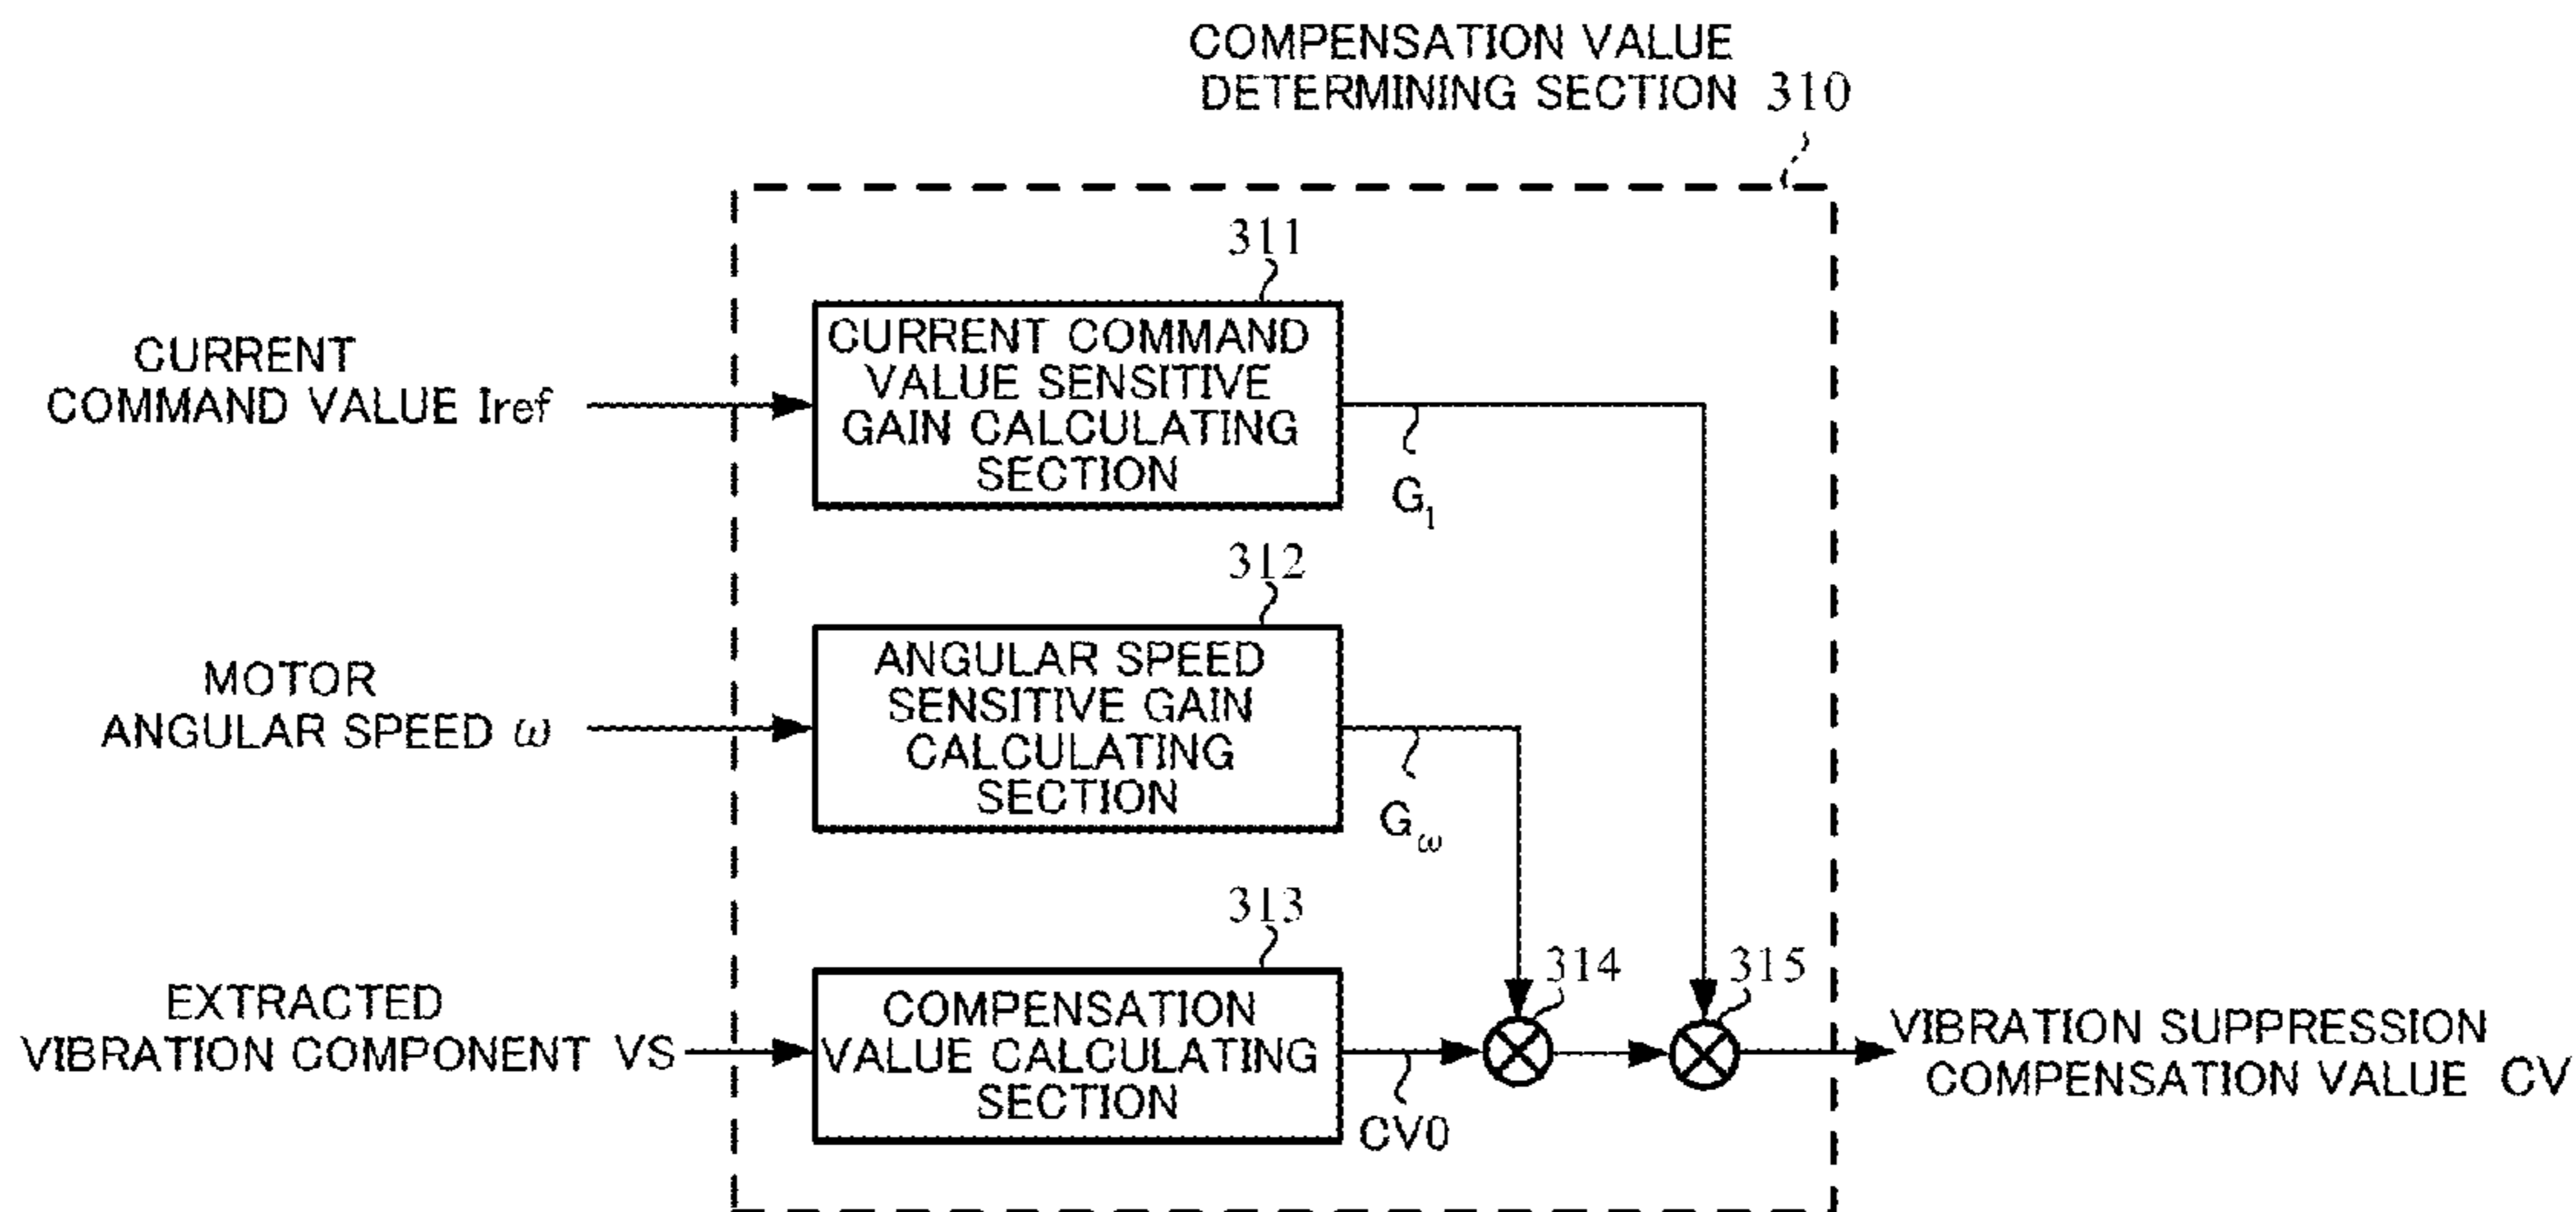 COMPENSATION VALUE
DETERMINING SECTION 310
311
CURRENT COMMAND
VALUE SENSITIVE
GAIN CALCULATING
SECTION
CURRENT
COMMAND VALUE Iref
G1
312
ANGULAR SPEED
SENSITIVE GAIN
CALCULATING
SECTION
MOTOR
ANGULAR SPEED ω
Gω
313
COMPENSATION
VALUE CALCULATING
SECTION
EXTRACTED
VIBRATION COMPONENT VS
CV0
314
315
VIBRATION SUPPRESSION
COMPENSATION VALUE CV